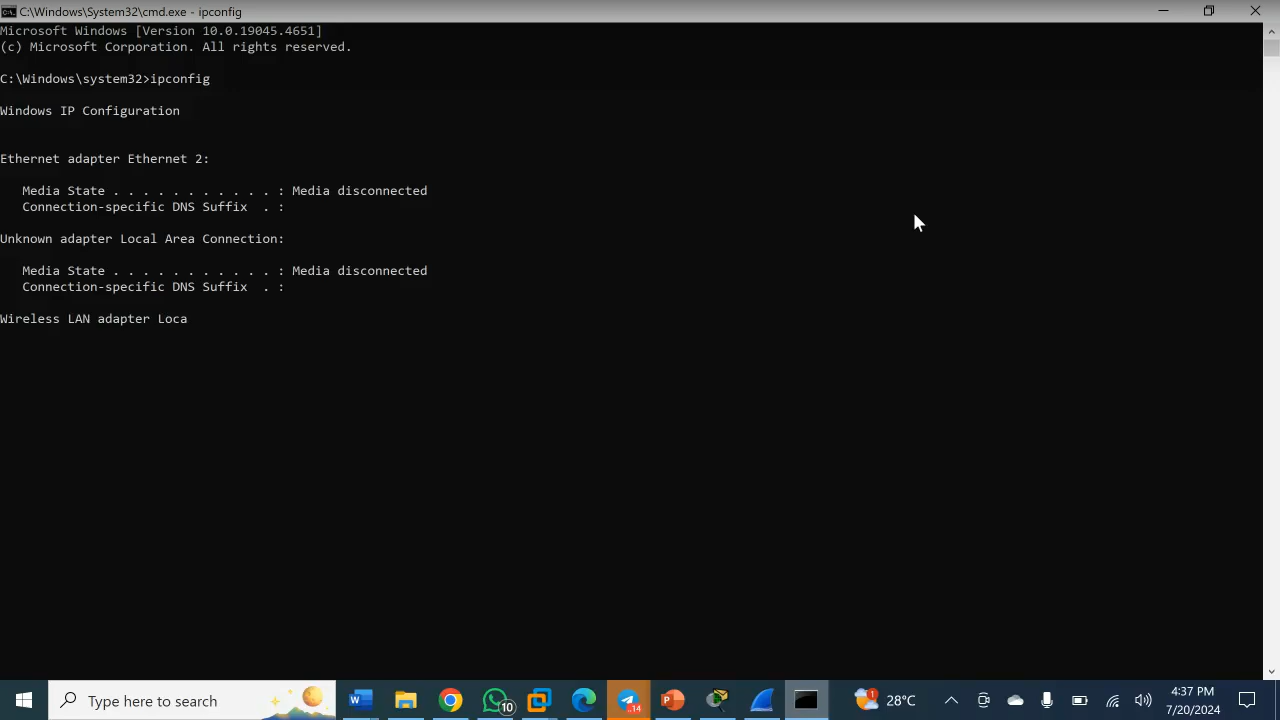 C:\Windows\System32\cmd.exe - ipconfig
Microsoft Windows [Version 10.0.19045.4651]
(c) Microsoft Corporation. All rights reserved.
C:\Windows\system32>ipconfig
Windows IP Configuration
Ethernet adapter Ethernet 2:
Media State . . . . . . . . . . . : Media disconnected
Connection-specific DNS Suffix  . :
Unknown adapter Local Area Connection:
Media State . . . . . . . . . . . : Media disconnected
Connection-specific DNS Suffix  . :
Wireless LAN adapter Loca
Type here to search
10
14
1
28°C
4:37 PM
7/20/2024